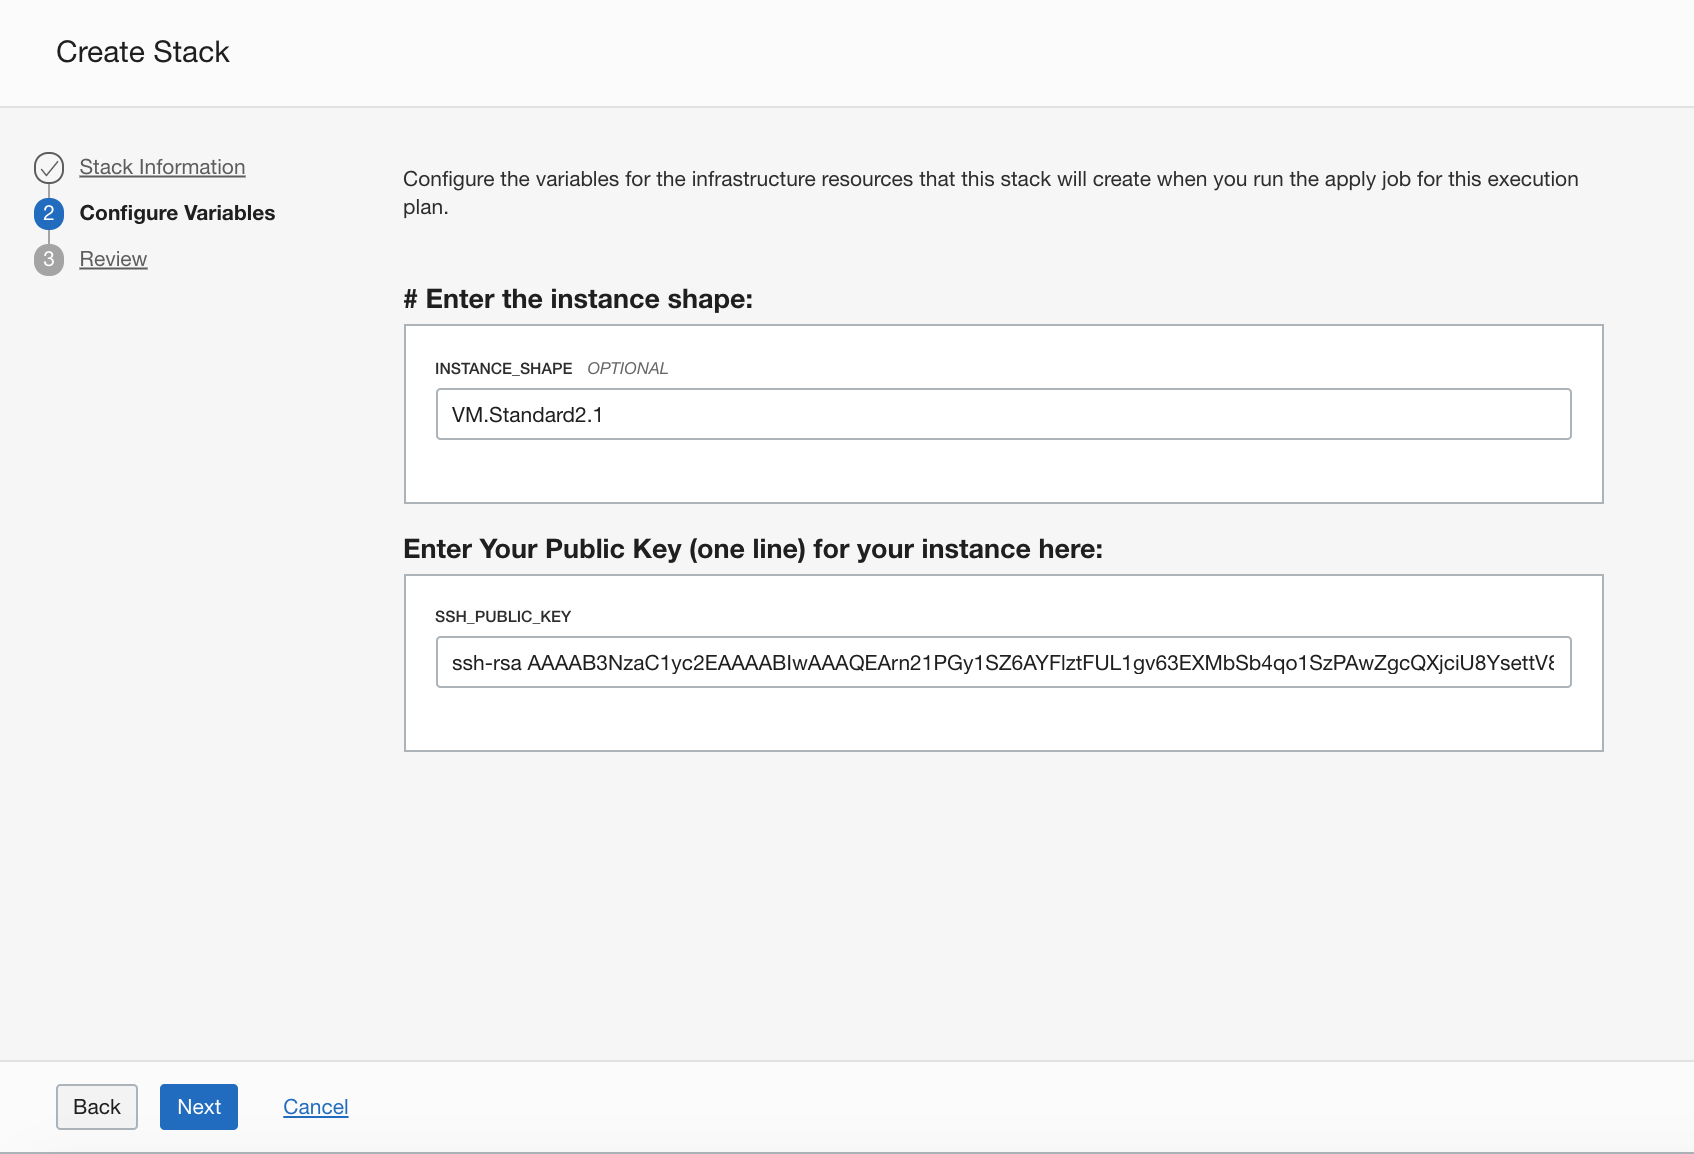 Create Stack
Stack Information
2 Configure Variables
3 Review
Configure the variables for the infrastructure resources that this stack will create when you run the apply job for this execution
plan.
# Enter the instance shape:
INSTANCE_SHAPE OPTIONAL
VM.Standard2.1
Enter Your Public Key (one line) for your instance here:
SSH_PUBLIC_KEY
ssh-rsa AAAAB3NzaC1yc2EAAAABIwAAAQEArn21PGy1SZ6AYFlztFUL1gv63EXMbSb4qo1SzPAwZgcQXjciU8YsettV8
Back Next Cancel